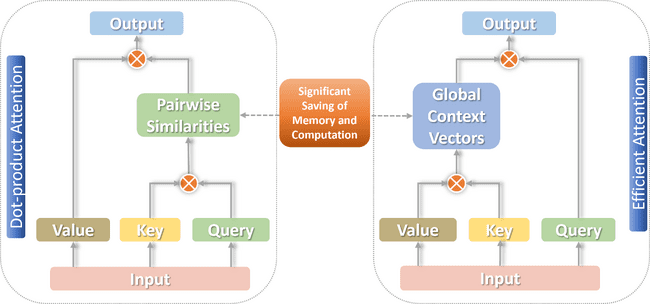 Dot-product Attention
Output
Pairwise
Similarities
Value
Key
Query
Input
Significant
Saving of
Memory and
Computation
Output
Global
Context
Vectors
Value
Key
Query
Input
Efficient Attention